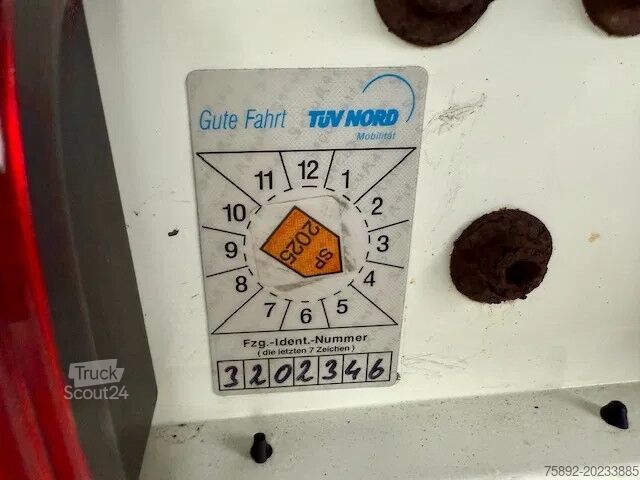 Gute Fahrt TÜV NORD
Mobilität
11 12 1
10 2
9 3
8 4
7 6 5
SP
2025
Fzg.-Ident.-Nummer
( die letzten 7 Zeichen )
3202346
Truck
Scout24
75892-20233885